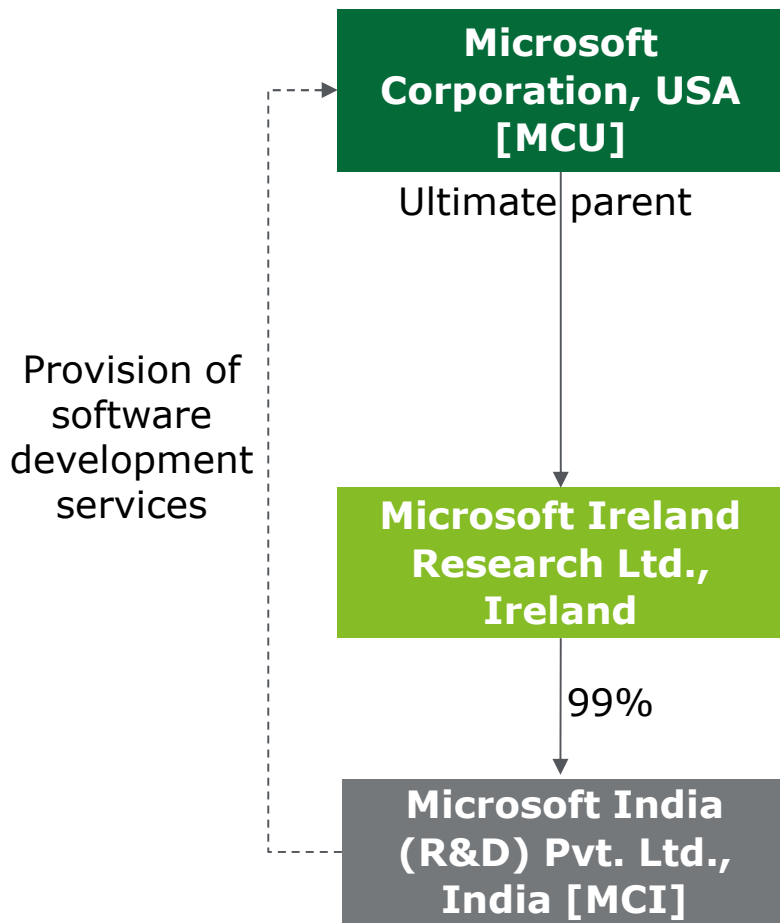 Microsoft
Corporation, USA
[MCU]
Ultimate parent
Provision of
software
development
services
Microsoft Ireland
Research Ltd.,
Ireland
99%
Microsoft India
(R&D) Pvt. Ltd.,
India [MCI]